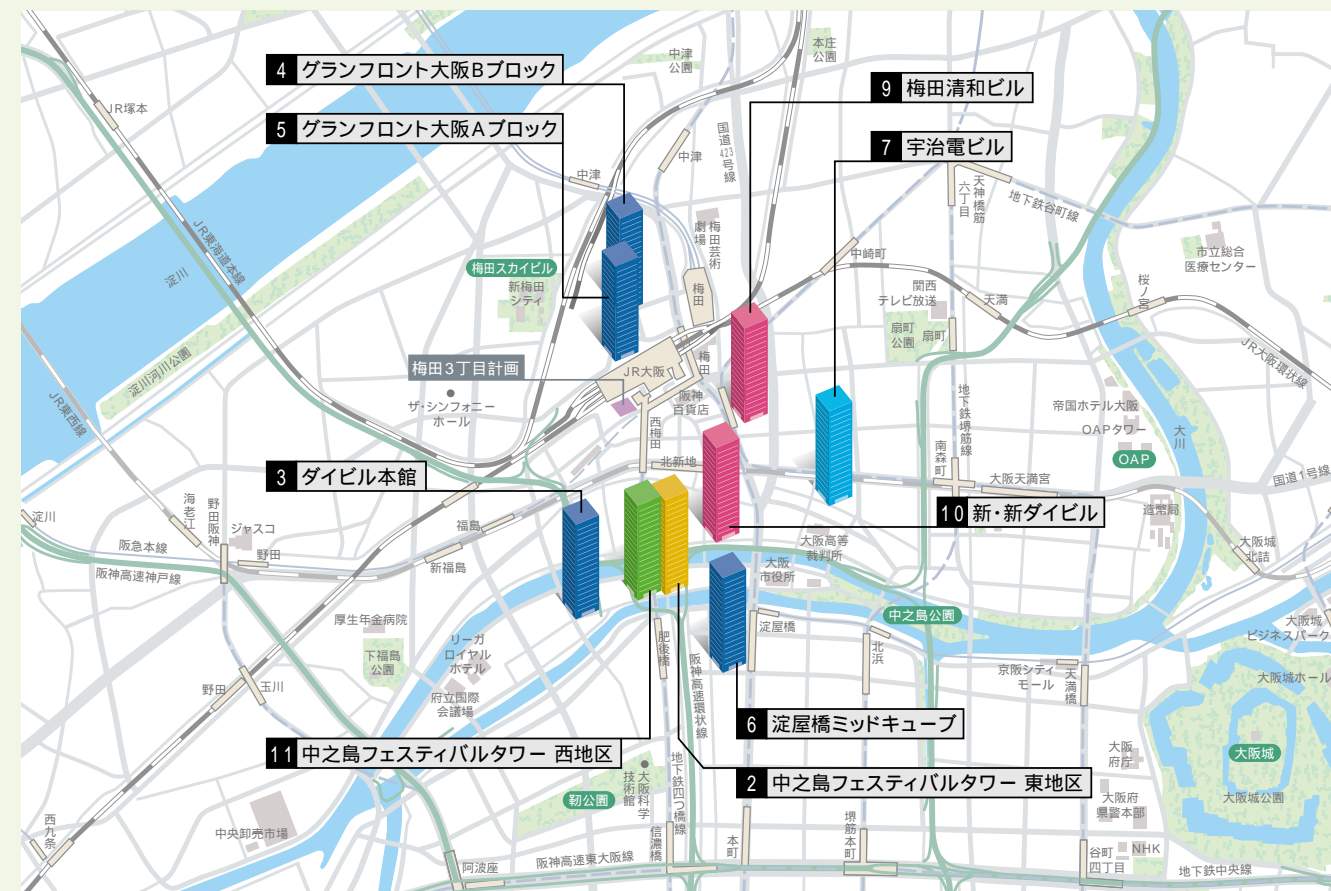 4 グランフロント大阪Bブロック
5 グランフロント大阪Aブロック
9 梅田清和ビル
7 宇治電ビル
中津
公園
本庄
公園
JR塚本
国道423号線
中津
中津
天神橋筋
六丁目
地下鉄谷町線
梅田芸術
劇場
中崎町
市立総合
医療センター
JR東海道本線
淀川
梅田スカイビル
新梅田
シティ
梅田
関西
テレビ放送
天満
桜ノ宮
扇町
公園
扇町
淀川河川公園
梅田3丁目計画
JR大阪
梅田
JR大阪環状線
JR東西線
ザ・シンフォニー
ホール
阪神
百貨店
地下鉄堺筋線
帝国ホテル大阪
OAPタワー
大川
西梅田
南森町
OAP
3 ダイビル本館
北新地
大阪天満宮
国道1号線
10 新・新ダイビル
淀川
海老江
野田阪神
ジャスコ
福島
造幣局
阪急本線
野田
新福島
大阪高等
裁判所
大阪城
北詰
阪神高速神戸線
大阪
市役所
厚生年金病院
中之島公園
淀屋橋
大阪城
ビジネスパーク
リーガ
ロイヤル
ホテル
肥後橋
下福島
公園
北浜
阪神高速環状線
京阪シティ
モール
天満橋
大阪城ホール
野田
玉川
府立国際
会議場
6 淀屋橋ミッドキューブ
11 中之島フェスティバルタワー 西地区
大阪
府庁
大阪城
2 中之島フェスティバルタワー 東地区
大阪科学
技術館
地下鉄四つ橋線
靭公園
大阪府
県警本部
大阪城公園
西九条
中央卸売市場
信濃橋
本町
堺筋本町
谷町
四丁目
NHK
阿波座
阪神高速東大阪線
地下鉄中央線